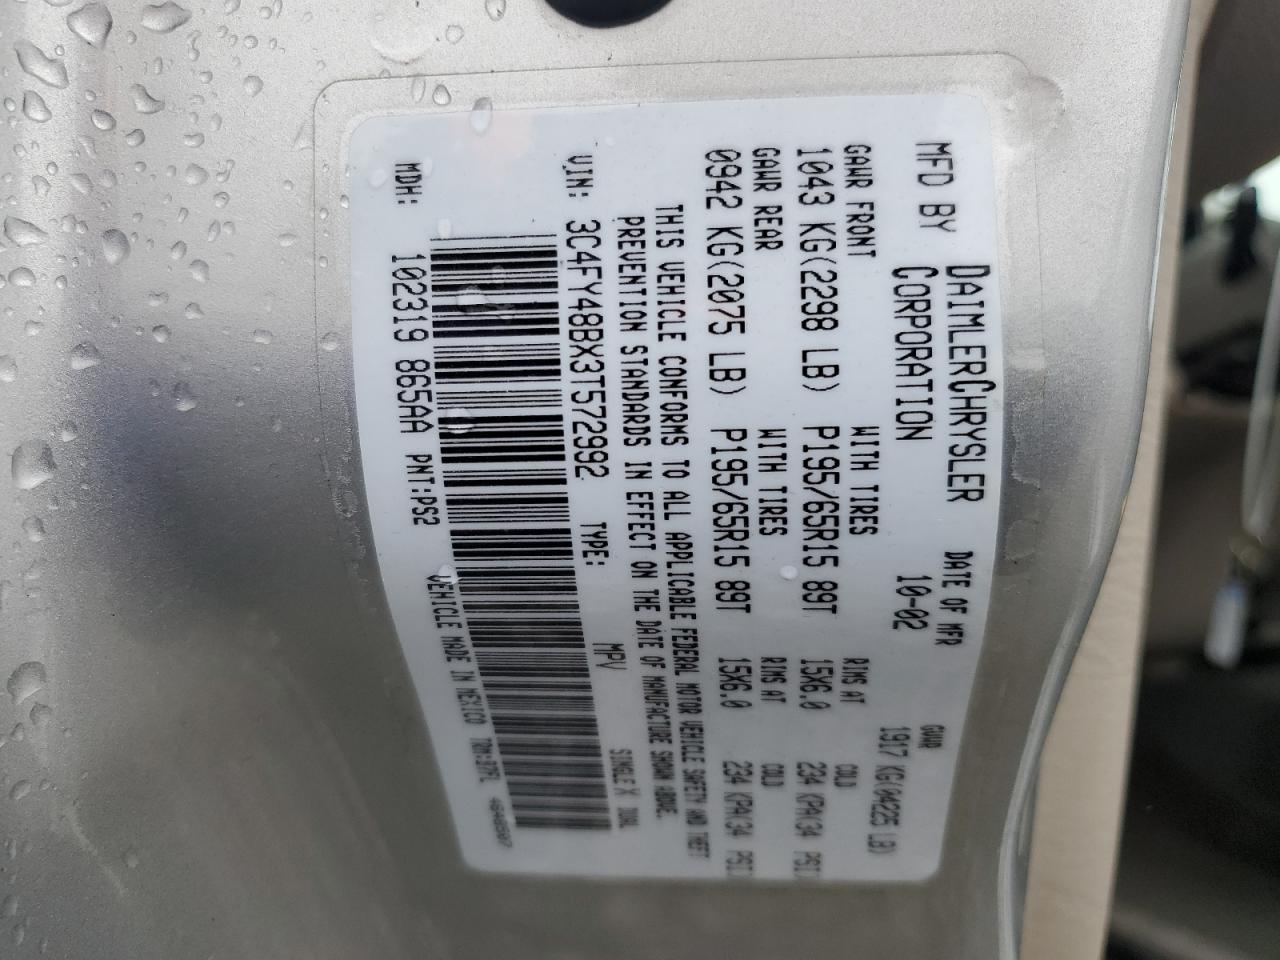 MFD BY DAIMLERCHRYSLER CORPORATION DATE OF MFR 10-02 GVWR 1917 KG(04225 LB)
GAWR FRONT WITH TIRES RIMS AT COLD
1043 KG(2298 LB) P195/65R15 89T 15X6.0 234 KPA(34 PSI)
GAWR REAR WITH TIRES RIMS AT COLD
0942 KG(2075 LB) P195/65R15 89T 15X6.0 234 KPA(34 PSI)
THIS VEHICLE CONFORMS TO ALL APPLICABLE FEDERAL MOTOR VEHICLE SAFETY AND THEFT
PREVENTION STANDARDS IN EFFECT ON THE DATE OF MANUFACTURE SHOWN ABOVE.
VIN: 3C4FY48BX3T572992 TYPE: MPV SINGLE X DUAL
MDH: 102319 865AA PNT:PS2 VEHICLE MADE IN MEXICO